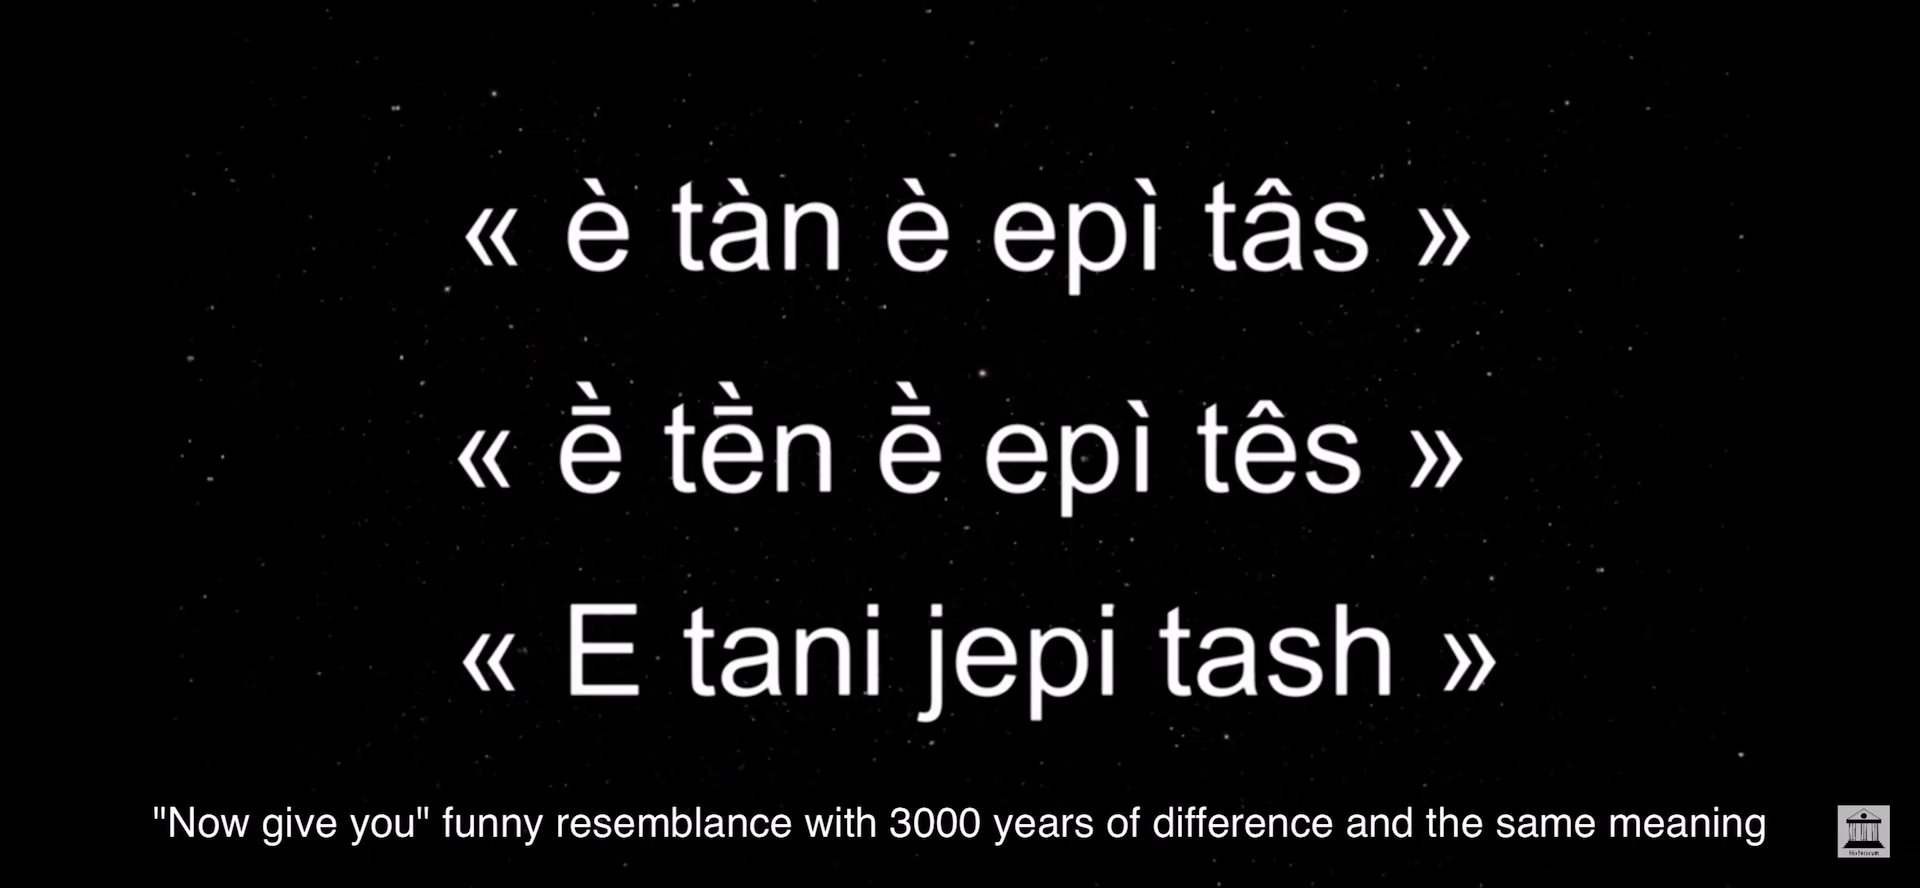 « è tàn è epì tâs »
« ḕ tḕn ḕ epì tês »
« E tani jepi tash »
"Now give you" funny resemblance with 3000 years of difference and the same meaning